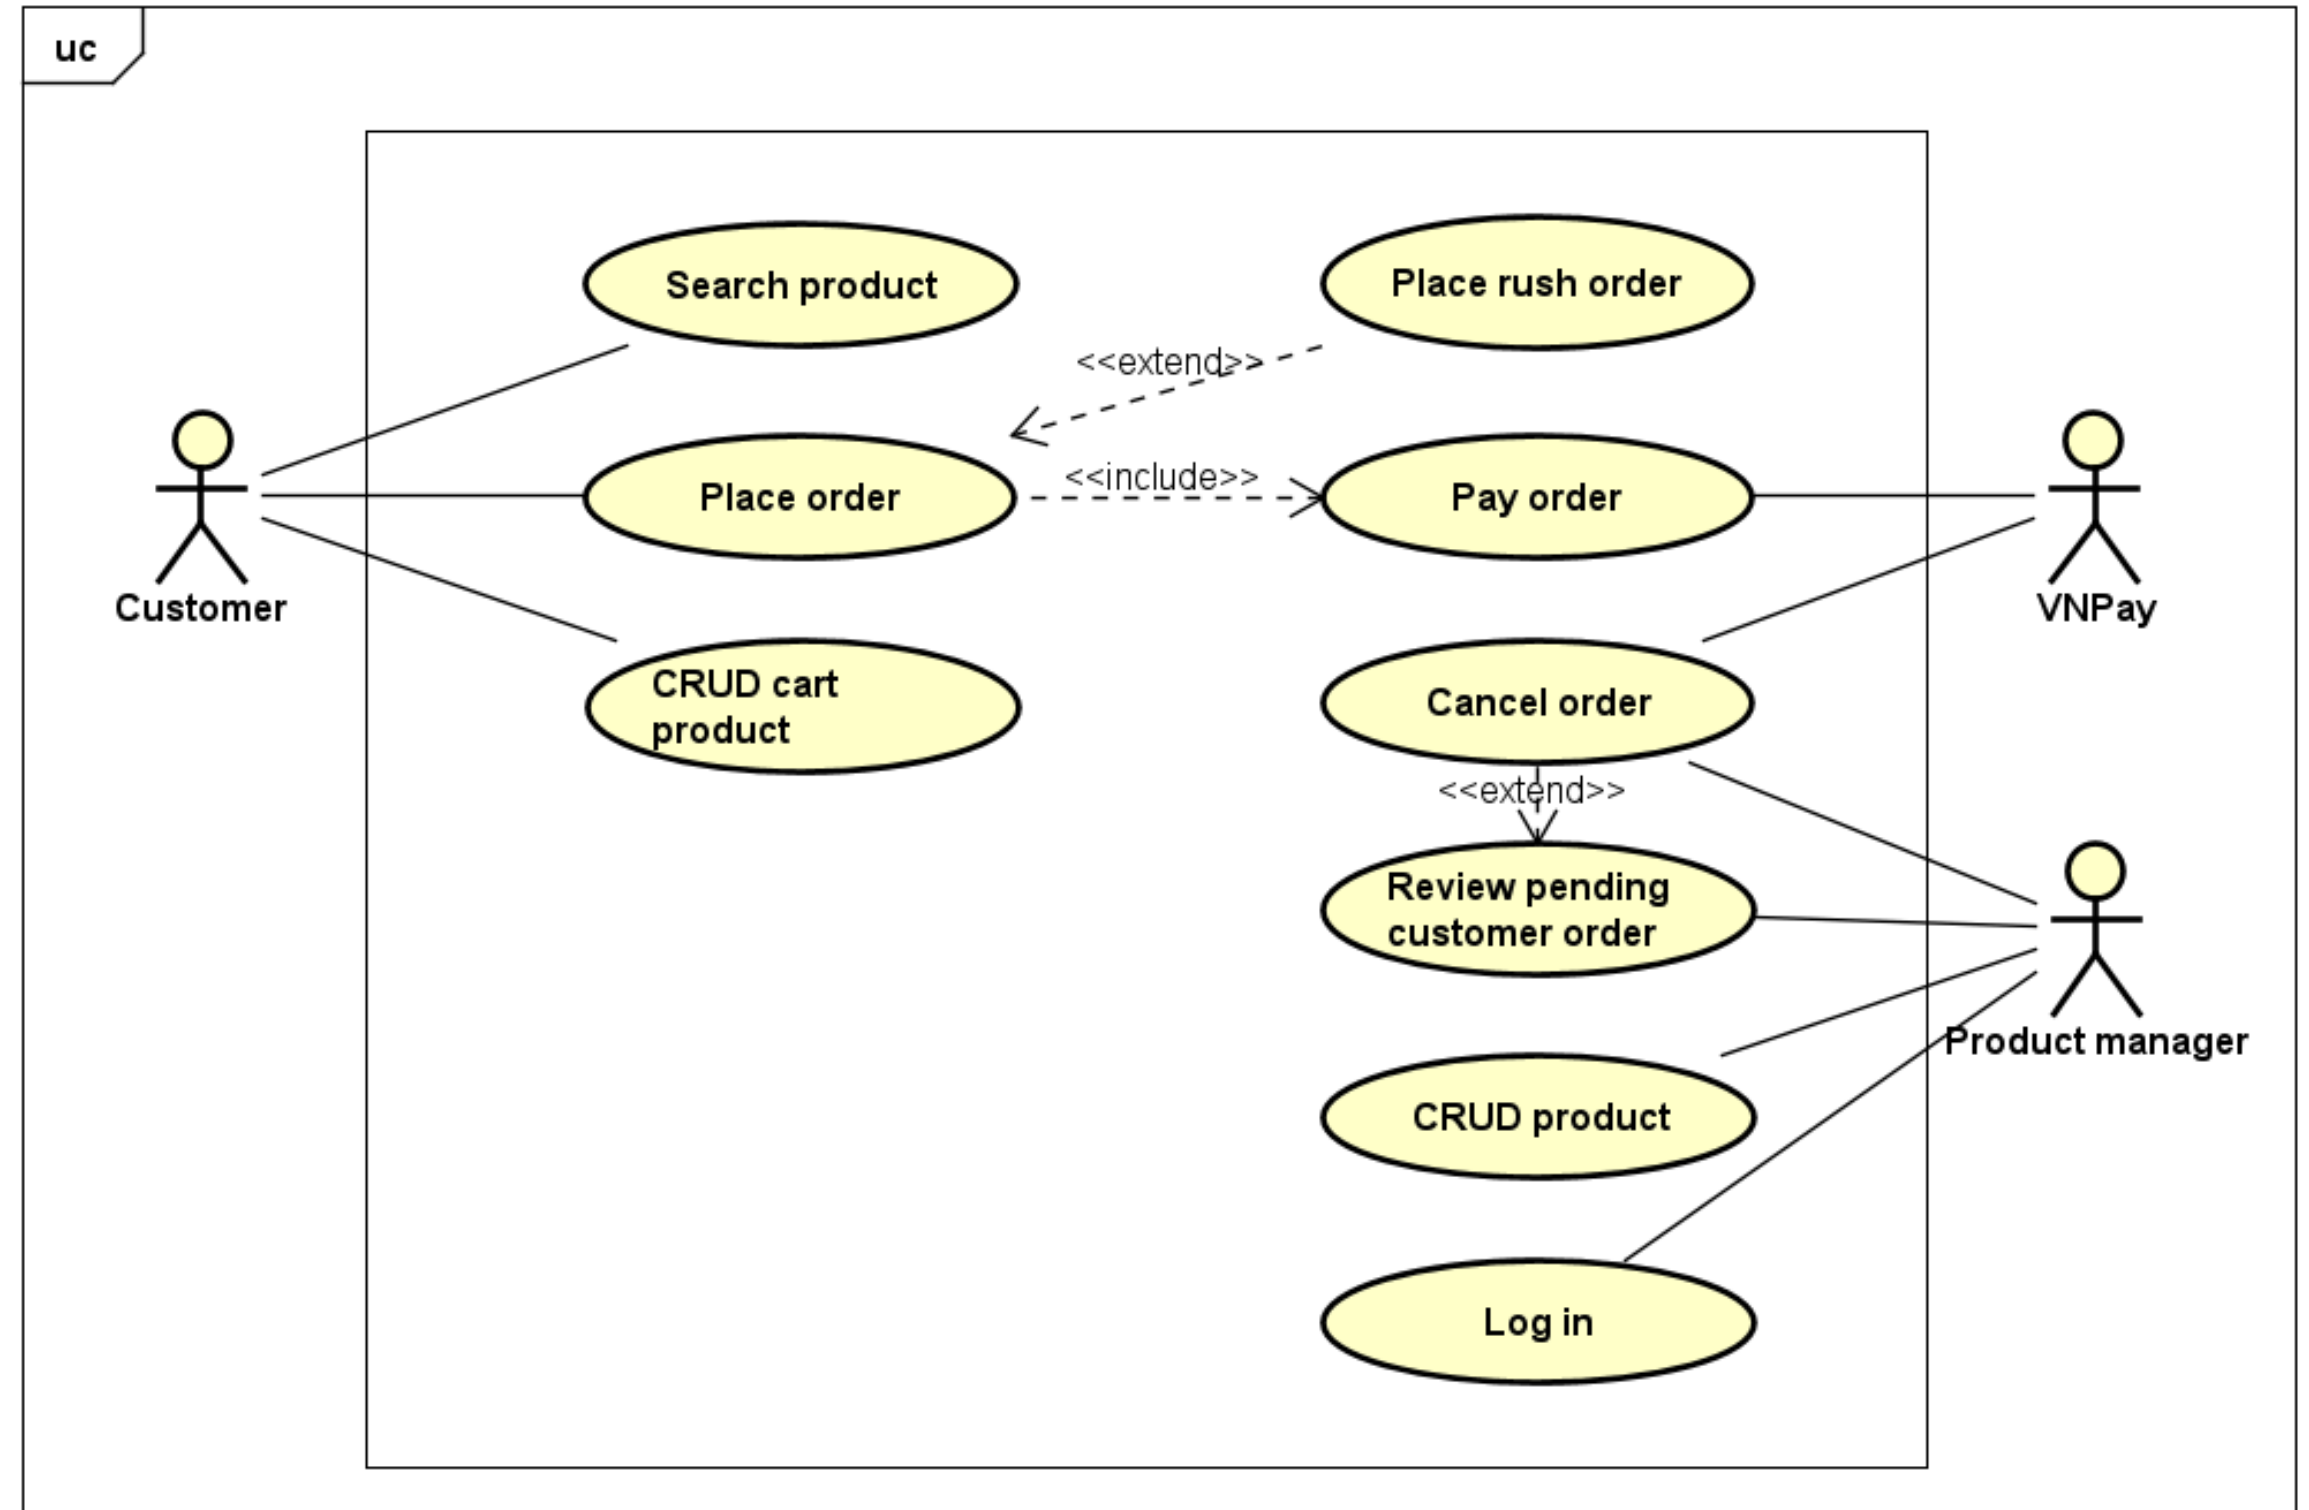 uc
Search product
Place rush order
<<extend>>
Place order
<<include>>
Pay order
Customer
VNPay
CRUD cart
product
Cancel order
<<extend>>
Review pending
customer order
Product manager
CRUD product
Log in